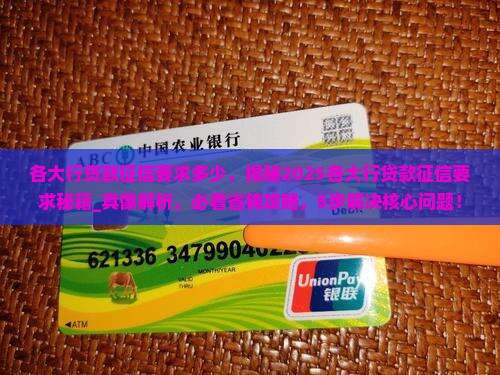 ABC 中国农业银行
各大行贷款征信要求多少，揭秘2025各大行贷款征信要
求秘籍_具像解析，必看省钱攻略，5步解决核心问题！
621336 3479904
MONTH/YEAR
VALID
THRU
UnionPay
银联
◀ATM